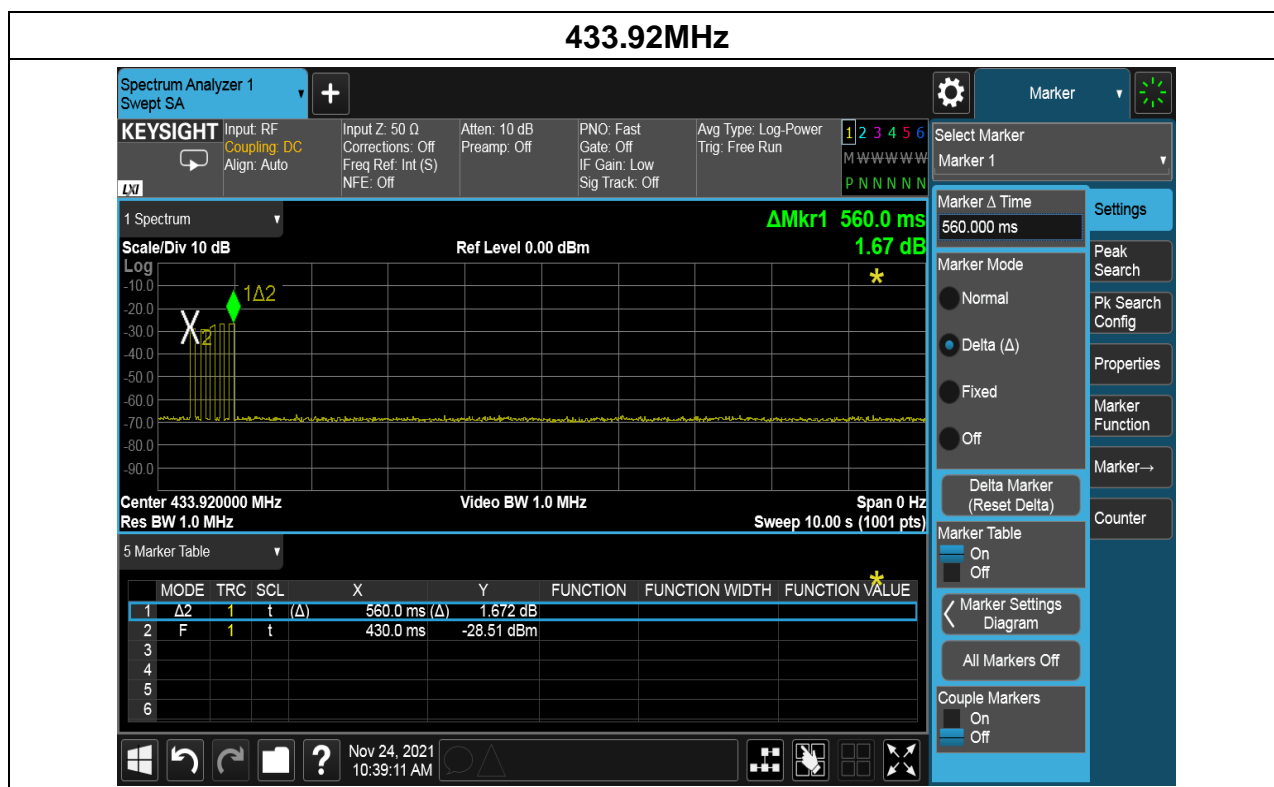 433.92MHz
Spectrum Analyzer 1
Swept SA
+
Marker
KEYSIGHT
LXI
Input: RF
Coupling: DC
Align: Auto
Input Z: 50 Ω
Corrections: Off
Freq Ref: Int (S)
NFE: Off
Atten: 10 dB
Preamp: Off
PNO: Fast
Gate: Off
IF Gain: Low
Sig Track: Off
Avg Type: Log-Power
Trig: Free Run
1 2 3 4 5 6
M W W W W W
P N N N N N
Select Marker
Marker 1
1 Spectrum
ΔMkr1 560.0 ms
1.67 dB
Scale/Div 10 dB
Ref Level 0.00 dBm
Log
-10.0
-20.0
-30.0
-40.0
-50.0
-60.0
-70.0
-80.0
-90.0
1Δ2
X
2
*
Center 433.920000 MHz
Video BW 1.0 MHz
Span 0 Hz
Res BW 1.0 MHz
Sweep 10.00 s (1001 pts)
5 Marker Table
*
MODE TRC SCL X Y FUNCTION FUNCTION WIDTH FUNCTION VALUE
1 Δ2 1 t (Δ) 560.0 ms (Δ) 1.672 dB
2 F 1 t 430.0 ms -28.51 dBm
3
4
5
6
Marker Δ Time
560.000 ms
Marker Mode
Normal
Delta (Δ)
Fixed
Off
Delta Marker
(Reset Delta)
Marker Table
On
Off
Marker Settings
Diagram
All Markers Off
Couple Markers
On
Off
Settings
Peak
Search
Pk Search
Config
Properties
Marker
Function
Marker→
Counter
?
Nov 24, 2021
10:39:11 AM